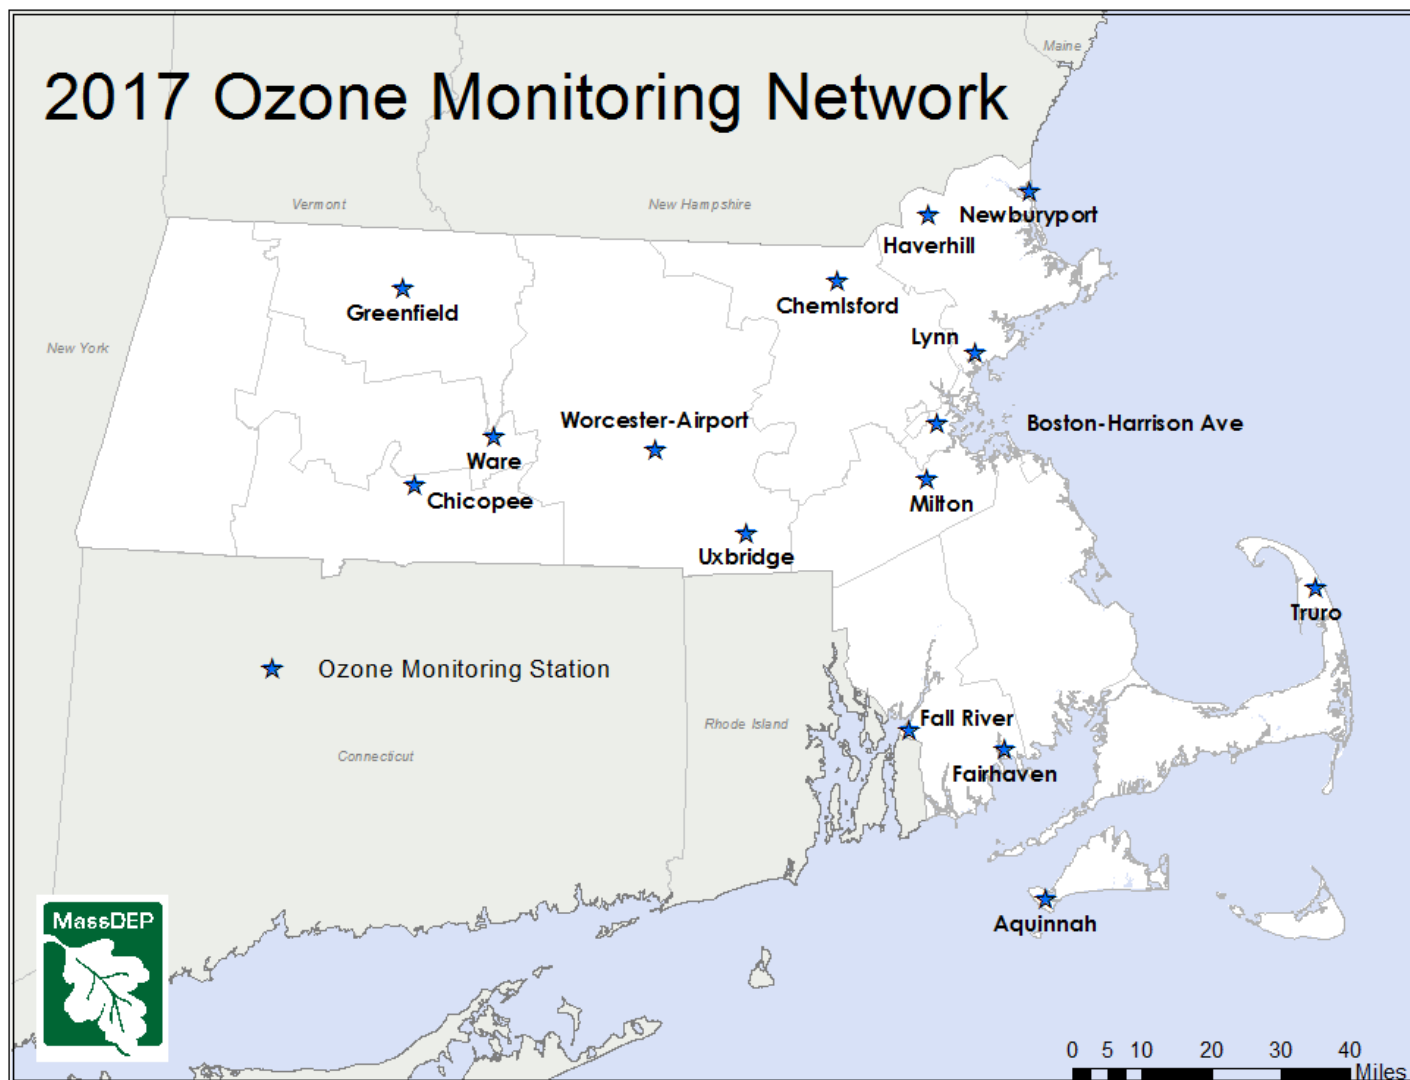 Maine
2017 Ozone Monitoring Network
Vermont
New Hampshire
Newburyport
Haverhill
Greenfield
Chemlsford
Lynn
New York
Worcester-Airport
Boston-Harrison Ave
Ware
Chicopee
Milton
Uxbridge
Truro
Ozone Monitoring Station
Fall River
Rhode Island
Connecticut
Fairhaven
MassDEP
Aquinnah
0 5 10 20 30 40
Miles